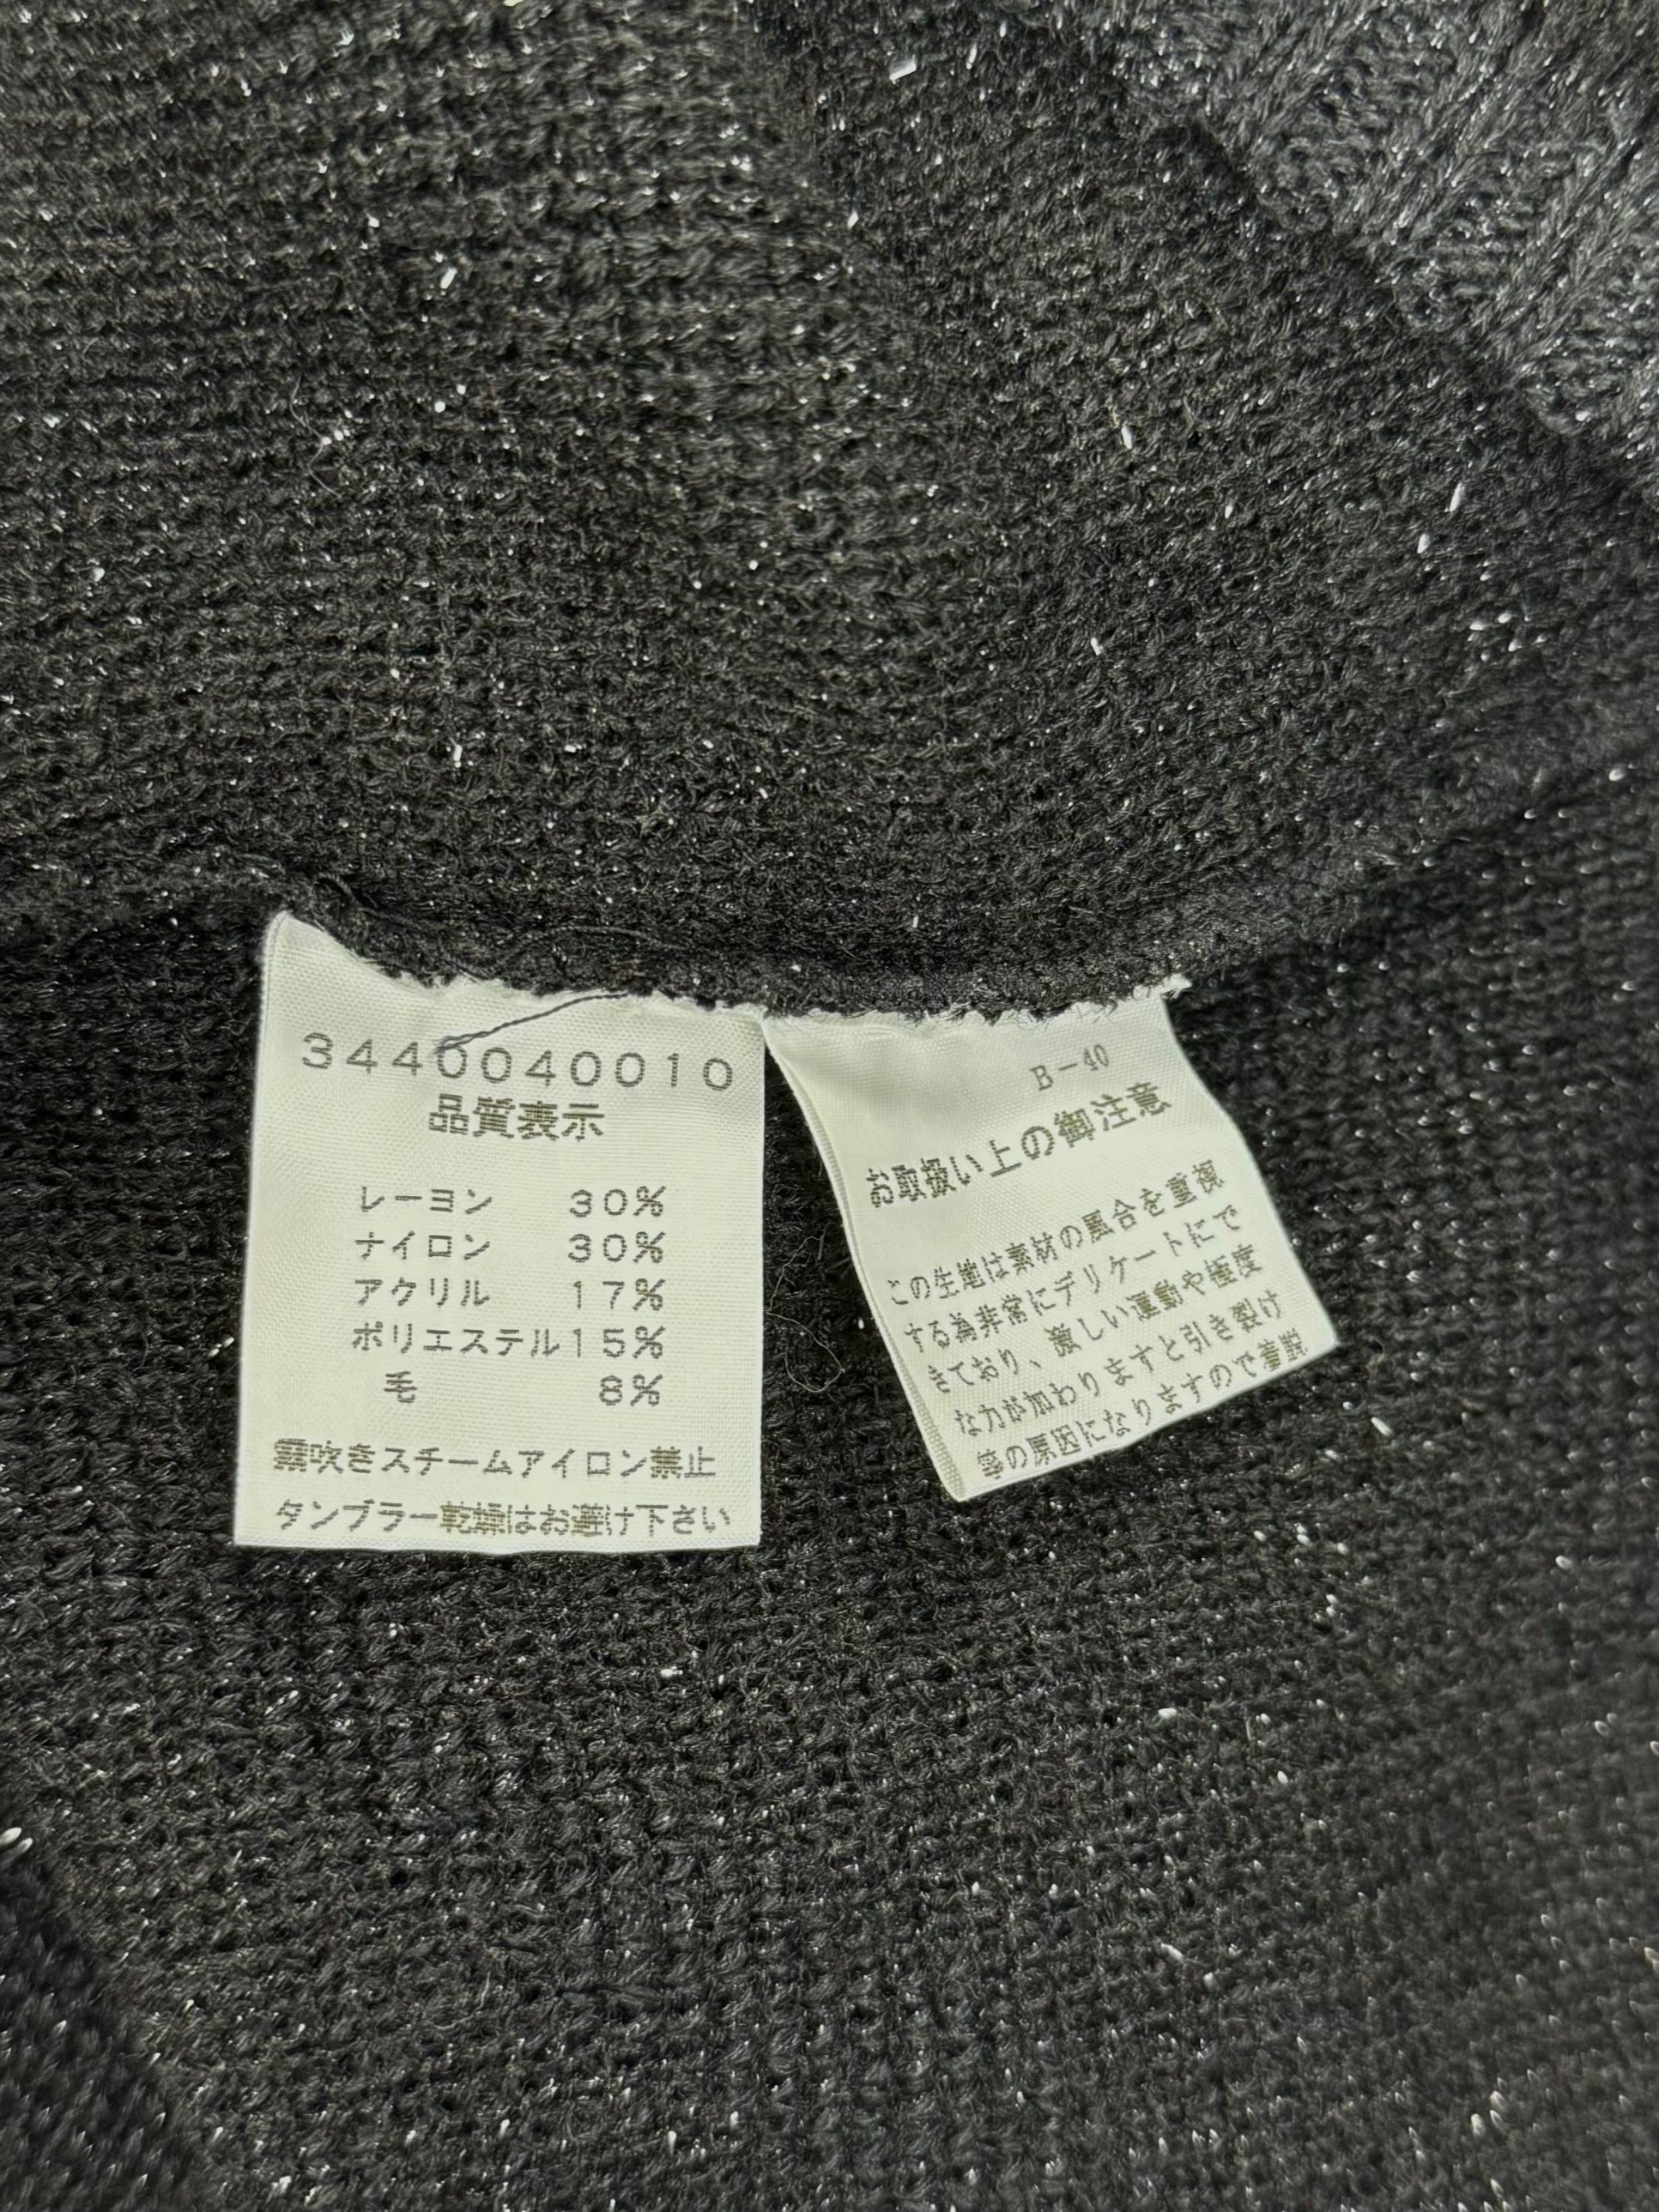 3440040010
品質表示
レーヨン 30%
ナイロン 30%
アクリル 17%
ポリエステル 15%
毛 8%
霧吹きスチームアイロン禁止
タンブラー乾燥はお避け下さい
B-40
お取扱い上の御注意
この生地は素材の風合を重視
する為非常にデリケートにで
きており、激しい運動や極度
な力が加わりますと引き裂け
等の原因になりますので着脱